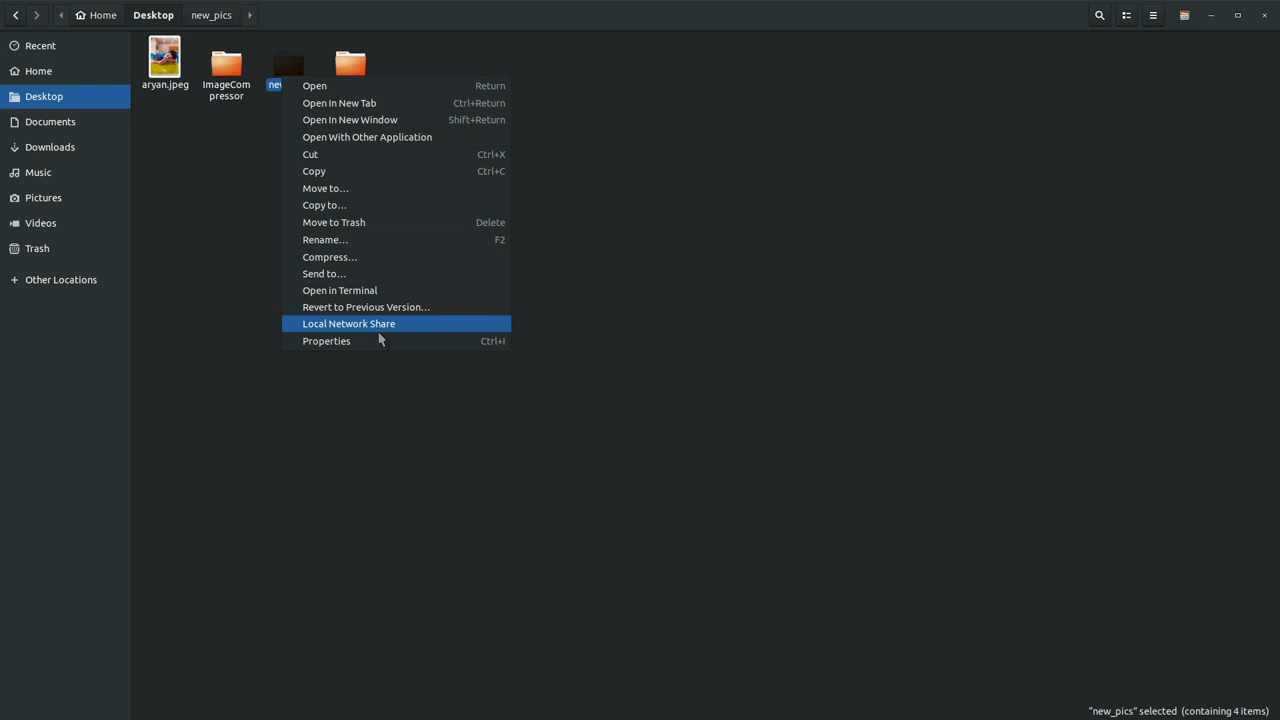 Home
Desktop
new_pics
Recent
Home
Desktop
Documents
Downloads
Music
Pictures
Videos
Trash
Other Locations
aryan.jpeg
ImageCom
pressor
new
Open Return
Open In New Tab Ctrl+Return
Open In New Window Shift+Return
Open With Other Application
Cut Ctrl+X
Copy Ctrl+C
Move to…
Copy to…
Move to Trash Delete
Rename… F2
Compress…
Send to…
Open in Terminal
Revert to Previous Version…
Local Network Share
Properties Ctrl+I
“new_pics” selected (containing 4 items)